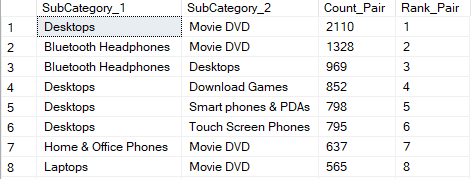 SubCategory_1 SubCategory_2 Count_Pair Rank_Pair
1 Desktops Movie DVD 2110 1
2 Bluetooth Headphones Movie DVD 1328 2
3 Bluetooth Headphones Desktops 969 3
4 Desktops Download Games 852 4
5 Desktops Smart phones & PDAs 798 5
6 Desktops Touch Screen Phones 795 6
7 Home & Office Phones Movie DVD 637 7
8 Laptops Movie DVD 565 8